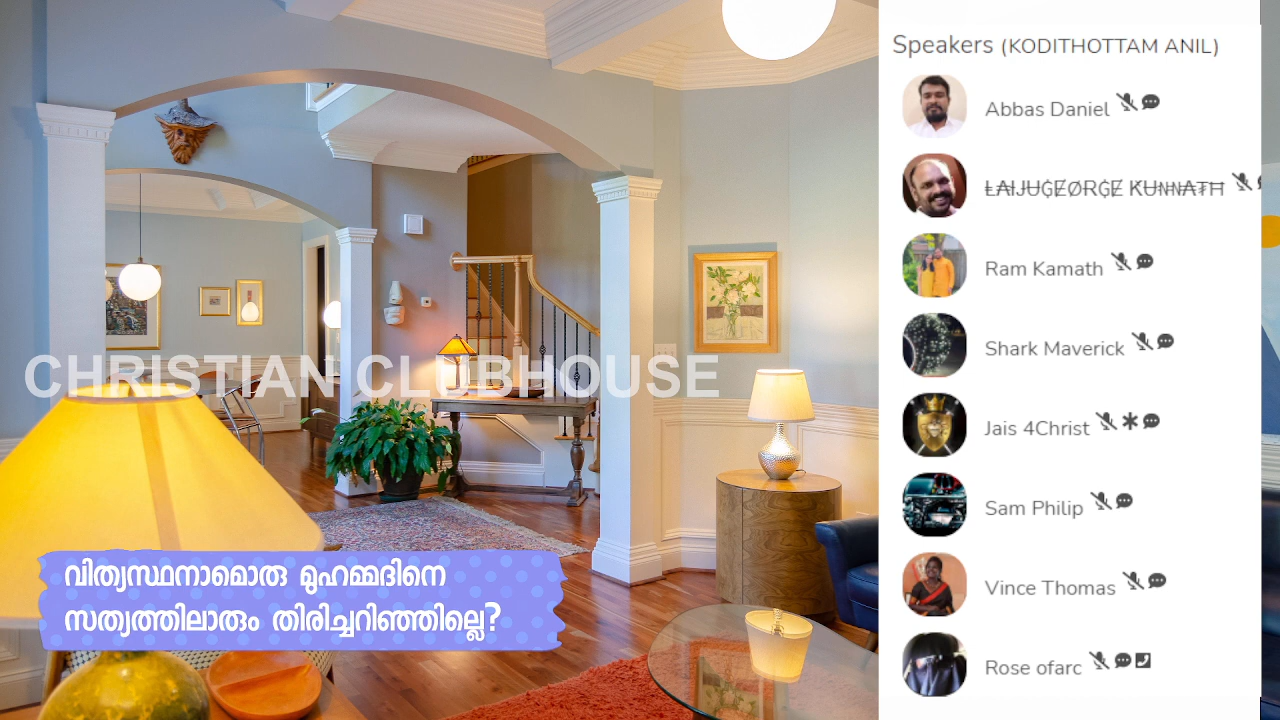 Speakers (KODITHOTTAM ANIL)
Abbas Daniel
ŁAIJUGEØRGE KUNNATH
Ram Kamath
Shark Maverick
CHRISTIAN CLUBHOUSE
Jais 4Christ
Sam Philip
Vince Thomas
Rose ofarc
വിത്യസ്ഥനാമൊരു മുഹമ്മദിനെ
സത്യത്തിലാരും തിരിച്ചറിഞ്ഞില്ലെ?